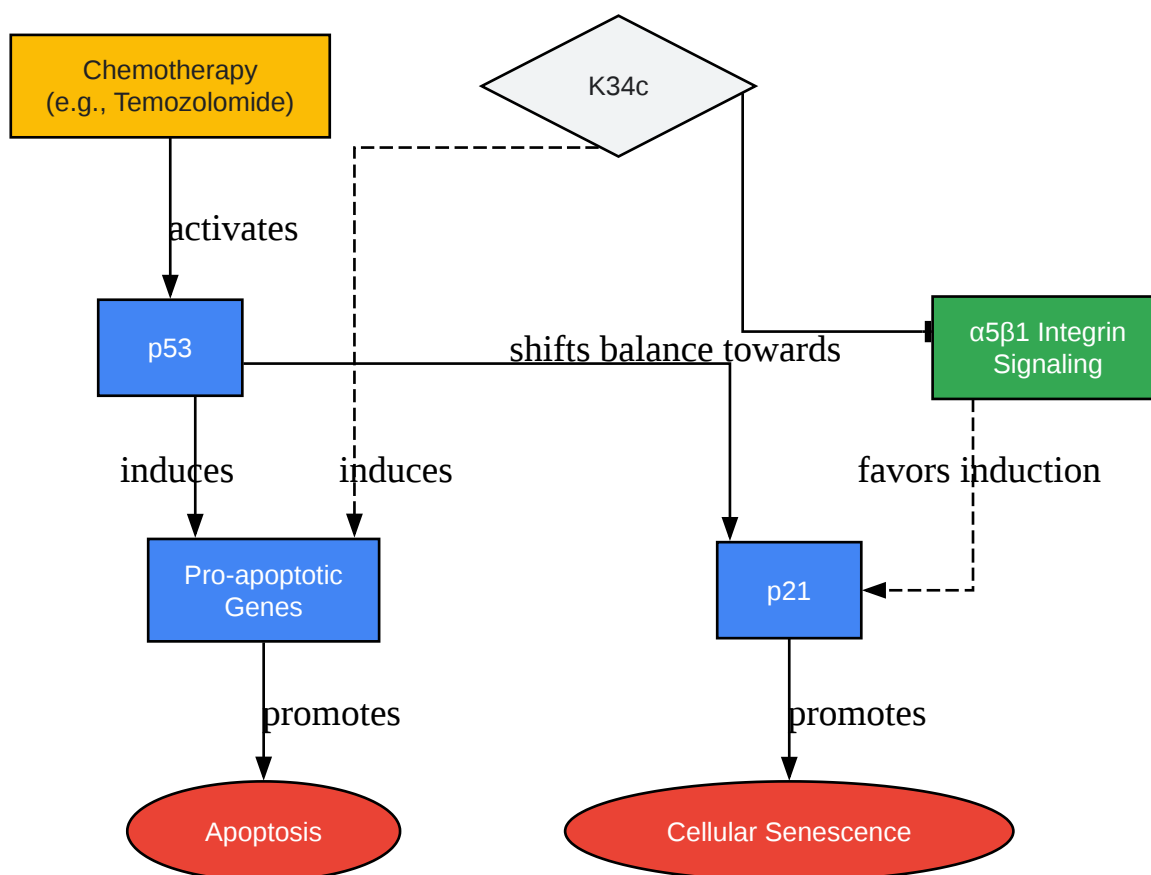 Chemotherapy
(e.g., Temozolomide)
K34c
activates
p53
shifts balance towards
α5β1 Integrin
Signaling
induces
induces
favors induction
Pro-apoptotic
Genes
p21
promotes
promotes
Apoptosis
Cellular Senescence